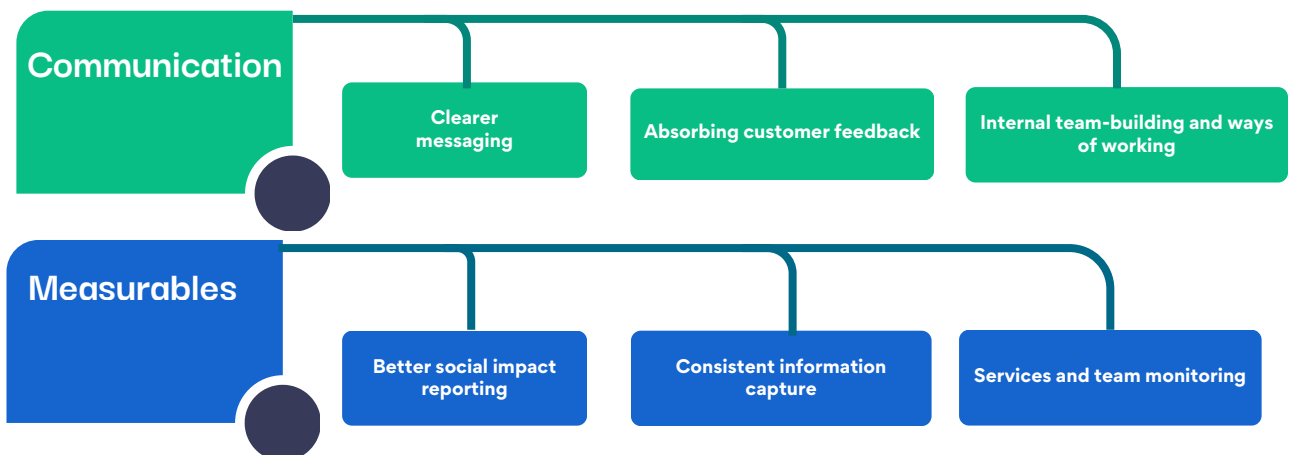 Communication
Clearer
messaging
Absorbing customer feedback
Internal team-building and ways
of working
Measurables
Better social impact
reporting
Consistent information
capture
Services and team monitoring